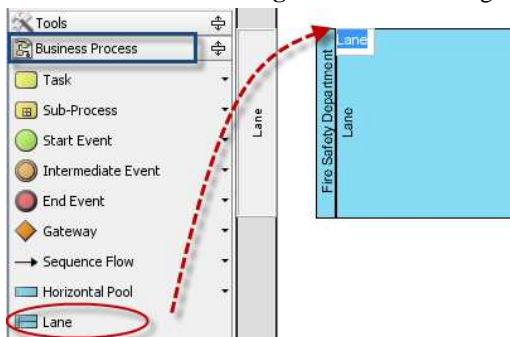 Tools
Business Process
Task
Sub-Process
Start Event
Intermediate Event
End Event
Gateway
Sequence Flow
Horizontal Pool
Lane
Lane
Lane
Fire Safety Department
Lane